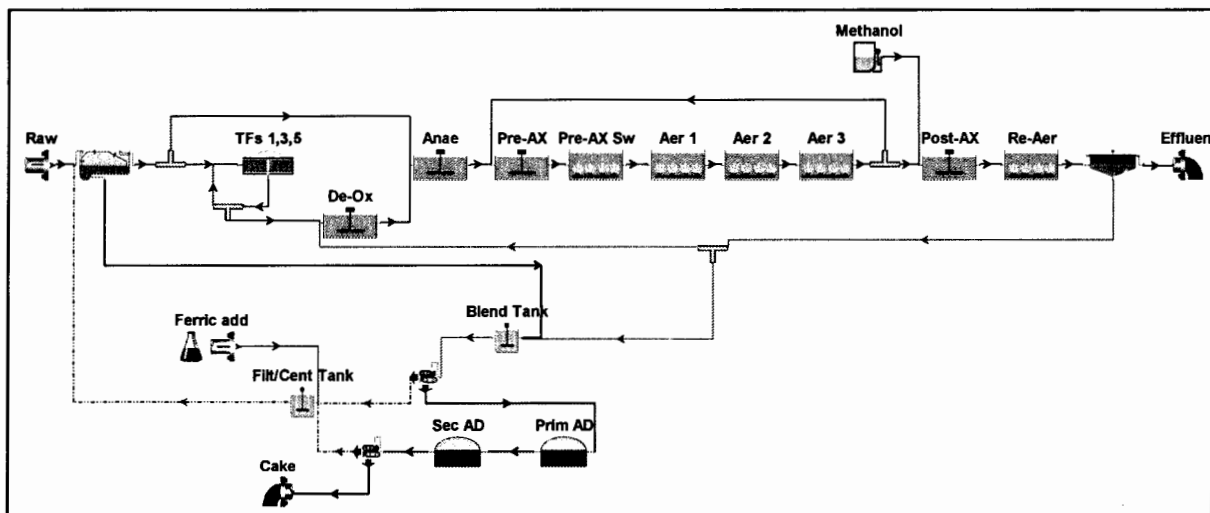 Methanol
Raw
TFs 1,3,5
Anae
Pre-AX
Pre-AX Sw
Aer 1
Aer 2
Aer 3
Post-AX
Re-Aer
Effluen
De-Ox
Blend Tank
Ferric add
Filt/Cent Tank
Sec AD
Prim AD
Cake